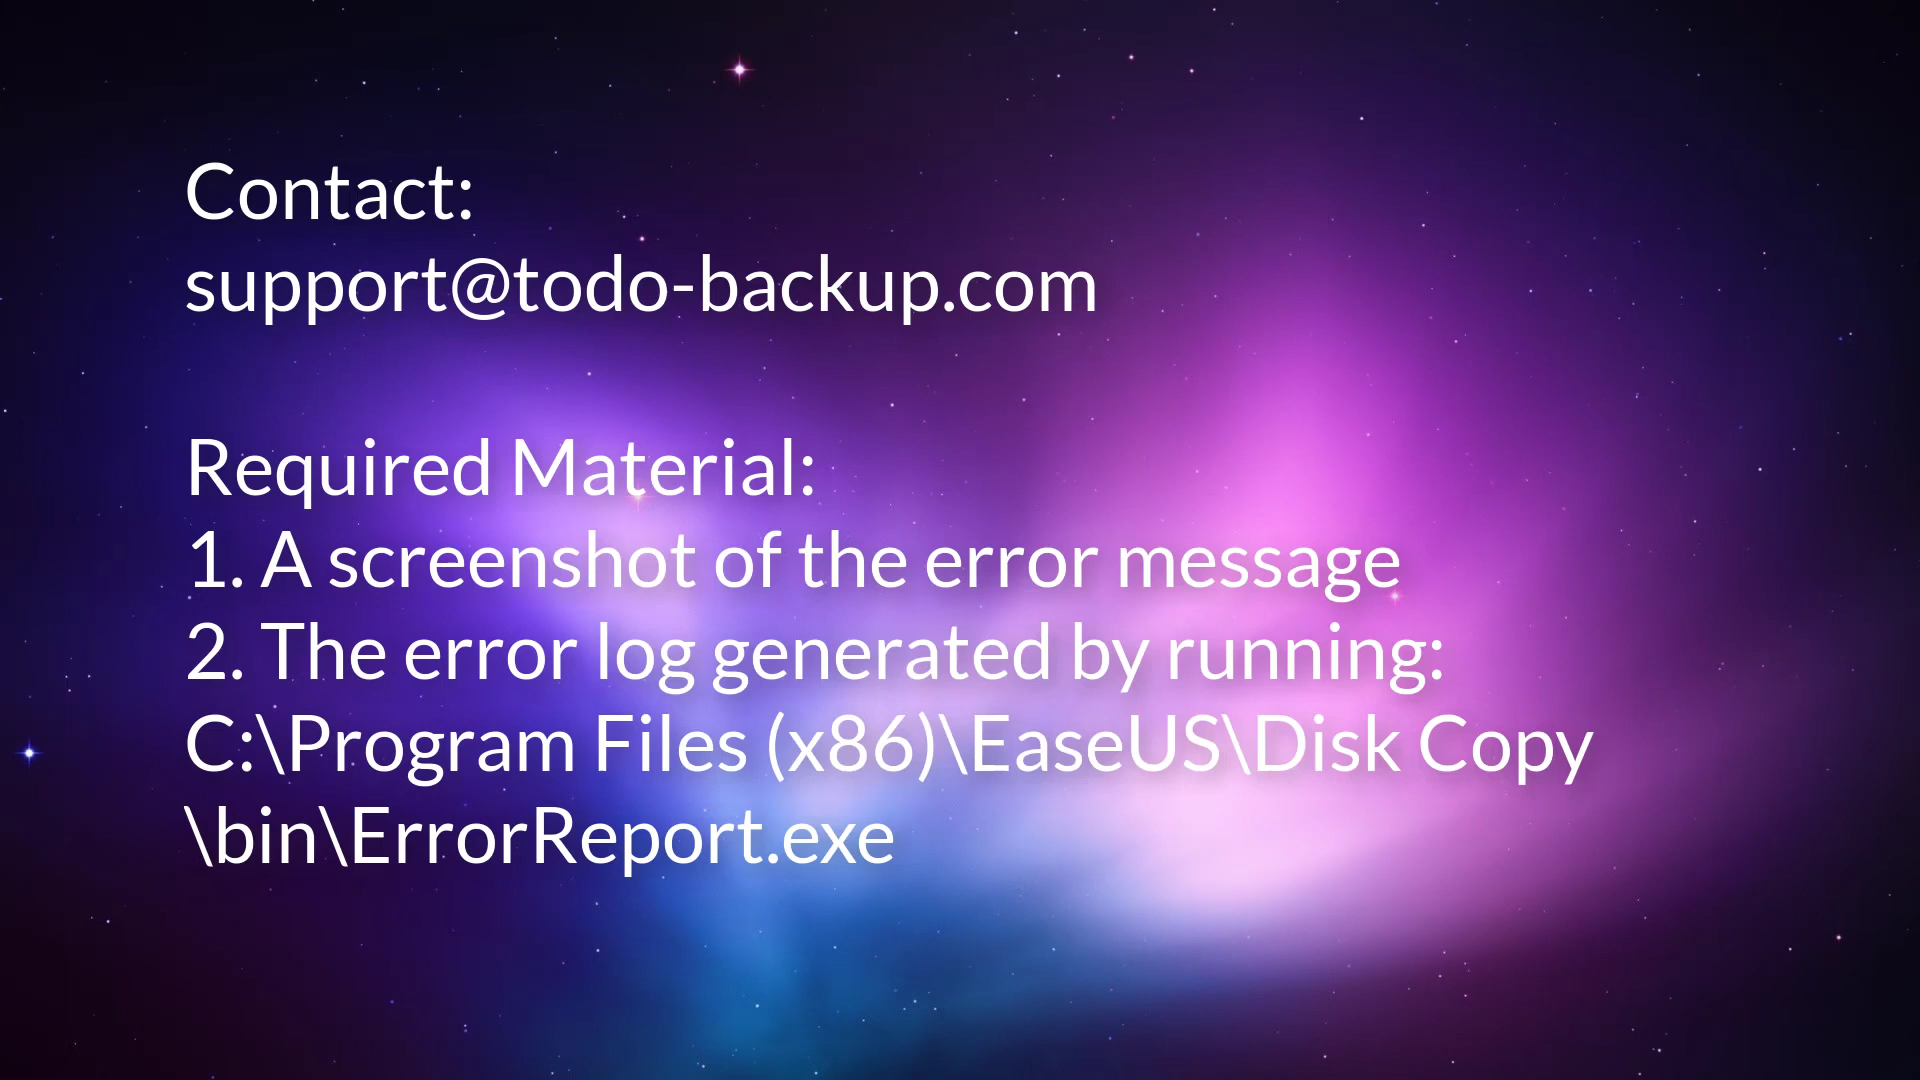 Contact:
support@todo-backup.com
Required Material:
1. A screenshot of the error message
2. The error log generated by running:
C:\Program Files (x86)\EaseUS\Disk Copy
\bin\ErrorReport.exe